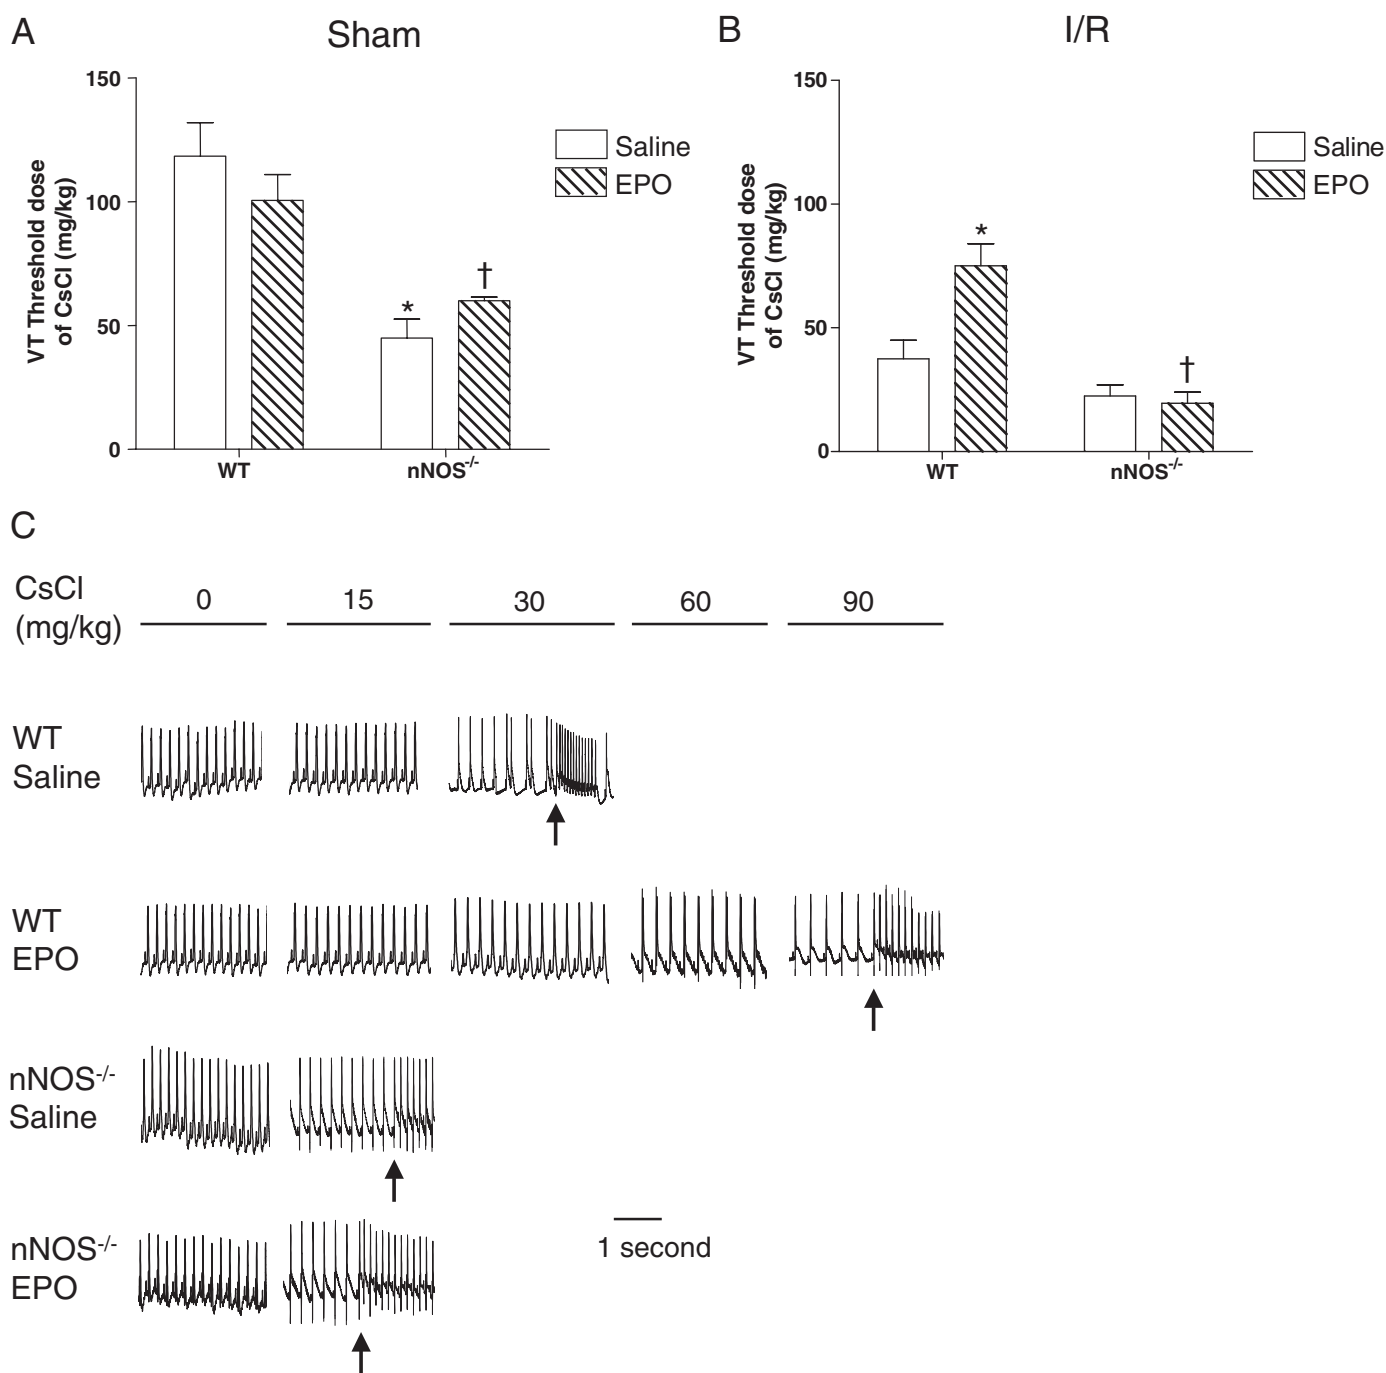 A
Sham
150
100
50
0
VT Threshold dose
of CsCl (mg/kg)
*
†
WT
nNOS-/-
Saline
EPO
B
I/R
150
100
50
0
VT Threshold dose
of CsCl (mg/kg)
*
†
WT
nNOS-/-
Saline
EPO
C
CsCl
(mg/kg)
0
15
30
60
90
WT
Saline
WT
EPO
nNOS-/-
Saline
nNOS-/-
EPO
1 second